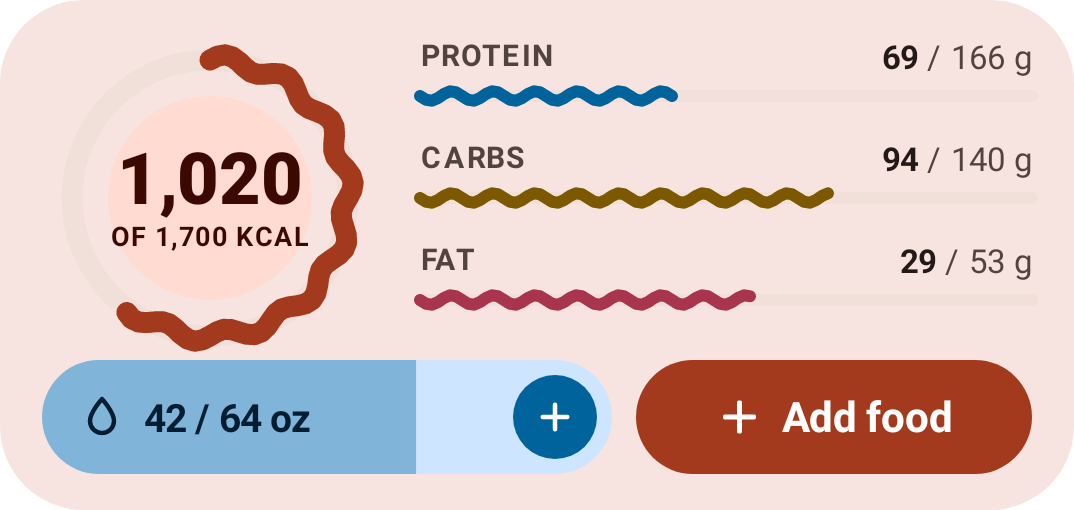 1,020
OF 1,700 KCAL
PROTEIN
69 / 166 g
CARBS
94 / 140 g
FAT
29 / 53 g
42 / 64 oz
+
+ Add food